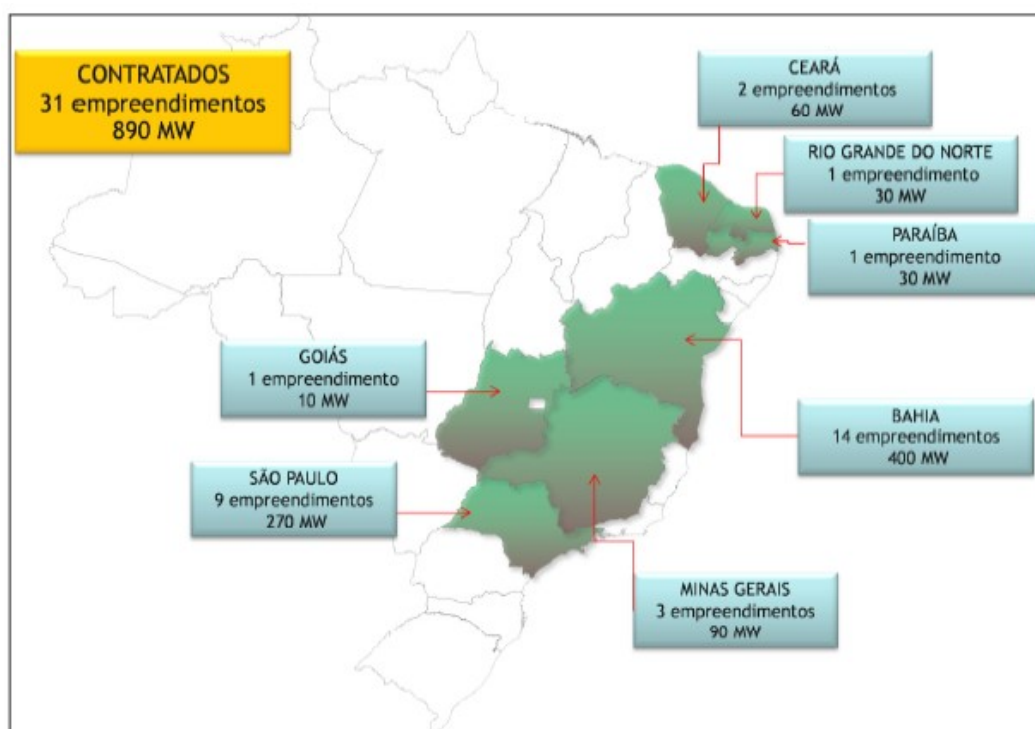 CONTRATADOS
31 empreendimentos
890 MW
CEARÁ
2 empreendimentos
60 MW
RIO GRANDE DO NORTE
1 empreendimento
30 MW
PARAÍBA
1 empreendimento
30 MW
GOIÁS
1 empreendimento
10 MW
BAHIA
14 empreendimentos
400 MW
SÃO PAULO
9 empreendimentos
270 MW
MINAS GERAIS
3 empreendimentos
90 MW